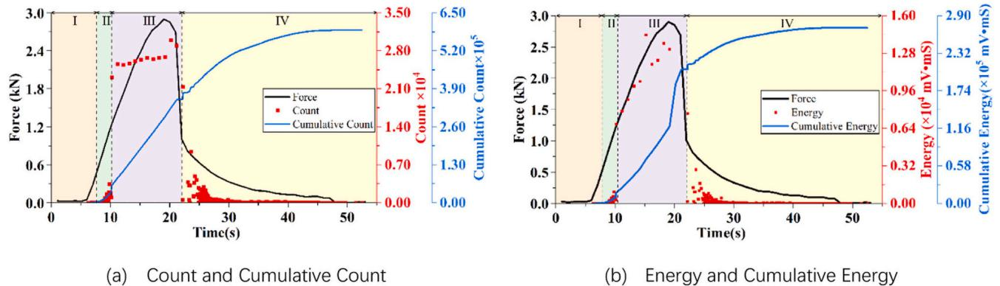 I II III IV
3.0
2.4
1.8
1.2
0.6
0.0
Force (kN)
0 10 20 30 40 50
Timc(s)
3.50
2.80
2.10
1.40
0.70
0.00
Count ×10⁴
6.50
5.20
3.90
2.60
1.30
0.00
Cumulative Count×10⁵
Force
Count
Cumulative Count
(a) Count and Cumulative Count
I II III IV
3.0
2.5
2.0
1.5
1.0
0.5
0.0
Force (kN)
0 10 20 30 40 50
Time(s)
1.60
1.28
0.96
0.64
0.32
0.00
Energy (×10⁴ mV•mS)
2.90
2.32
1.74
1.16
0.58
0.00
Cumulative Energy(×10⁵ mV•mS)
Force
Energy
Cumulative Energy
(b) Energy and Cumulative Energy